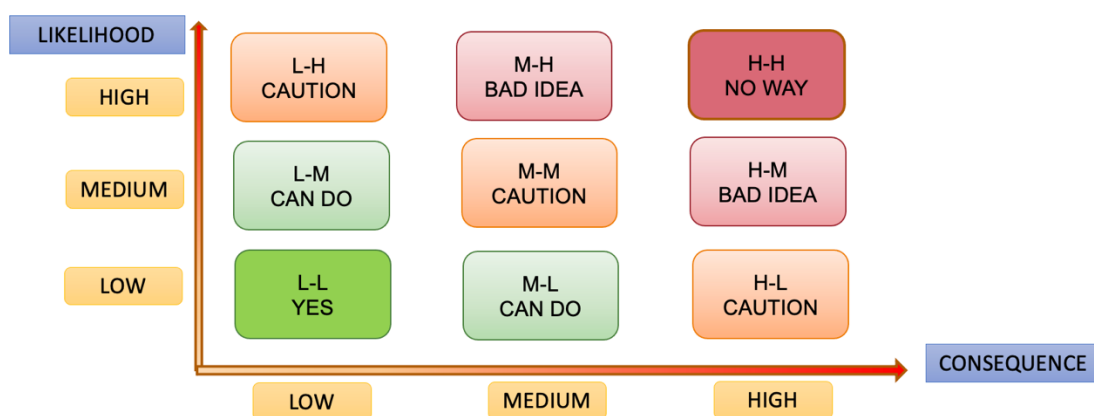 LIKELIHOOD
HIGH
L-H
CAUTION
M-H
BAD IDEA
H-H
NO WAY
MEDIUM
L-M
CAN DO
M-M
CAUTION
H-M
BAD IDEA
LOW
L-L
YES
M-L
CAN DO
H-L
CAUTION
CONSEQUENCE
LOW
MEDIUM
HIGH